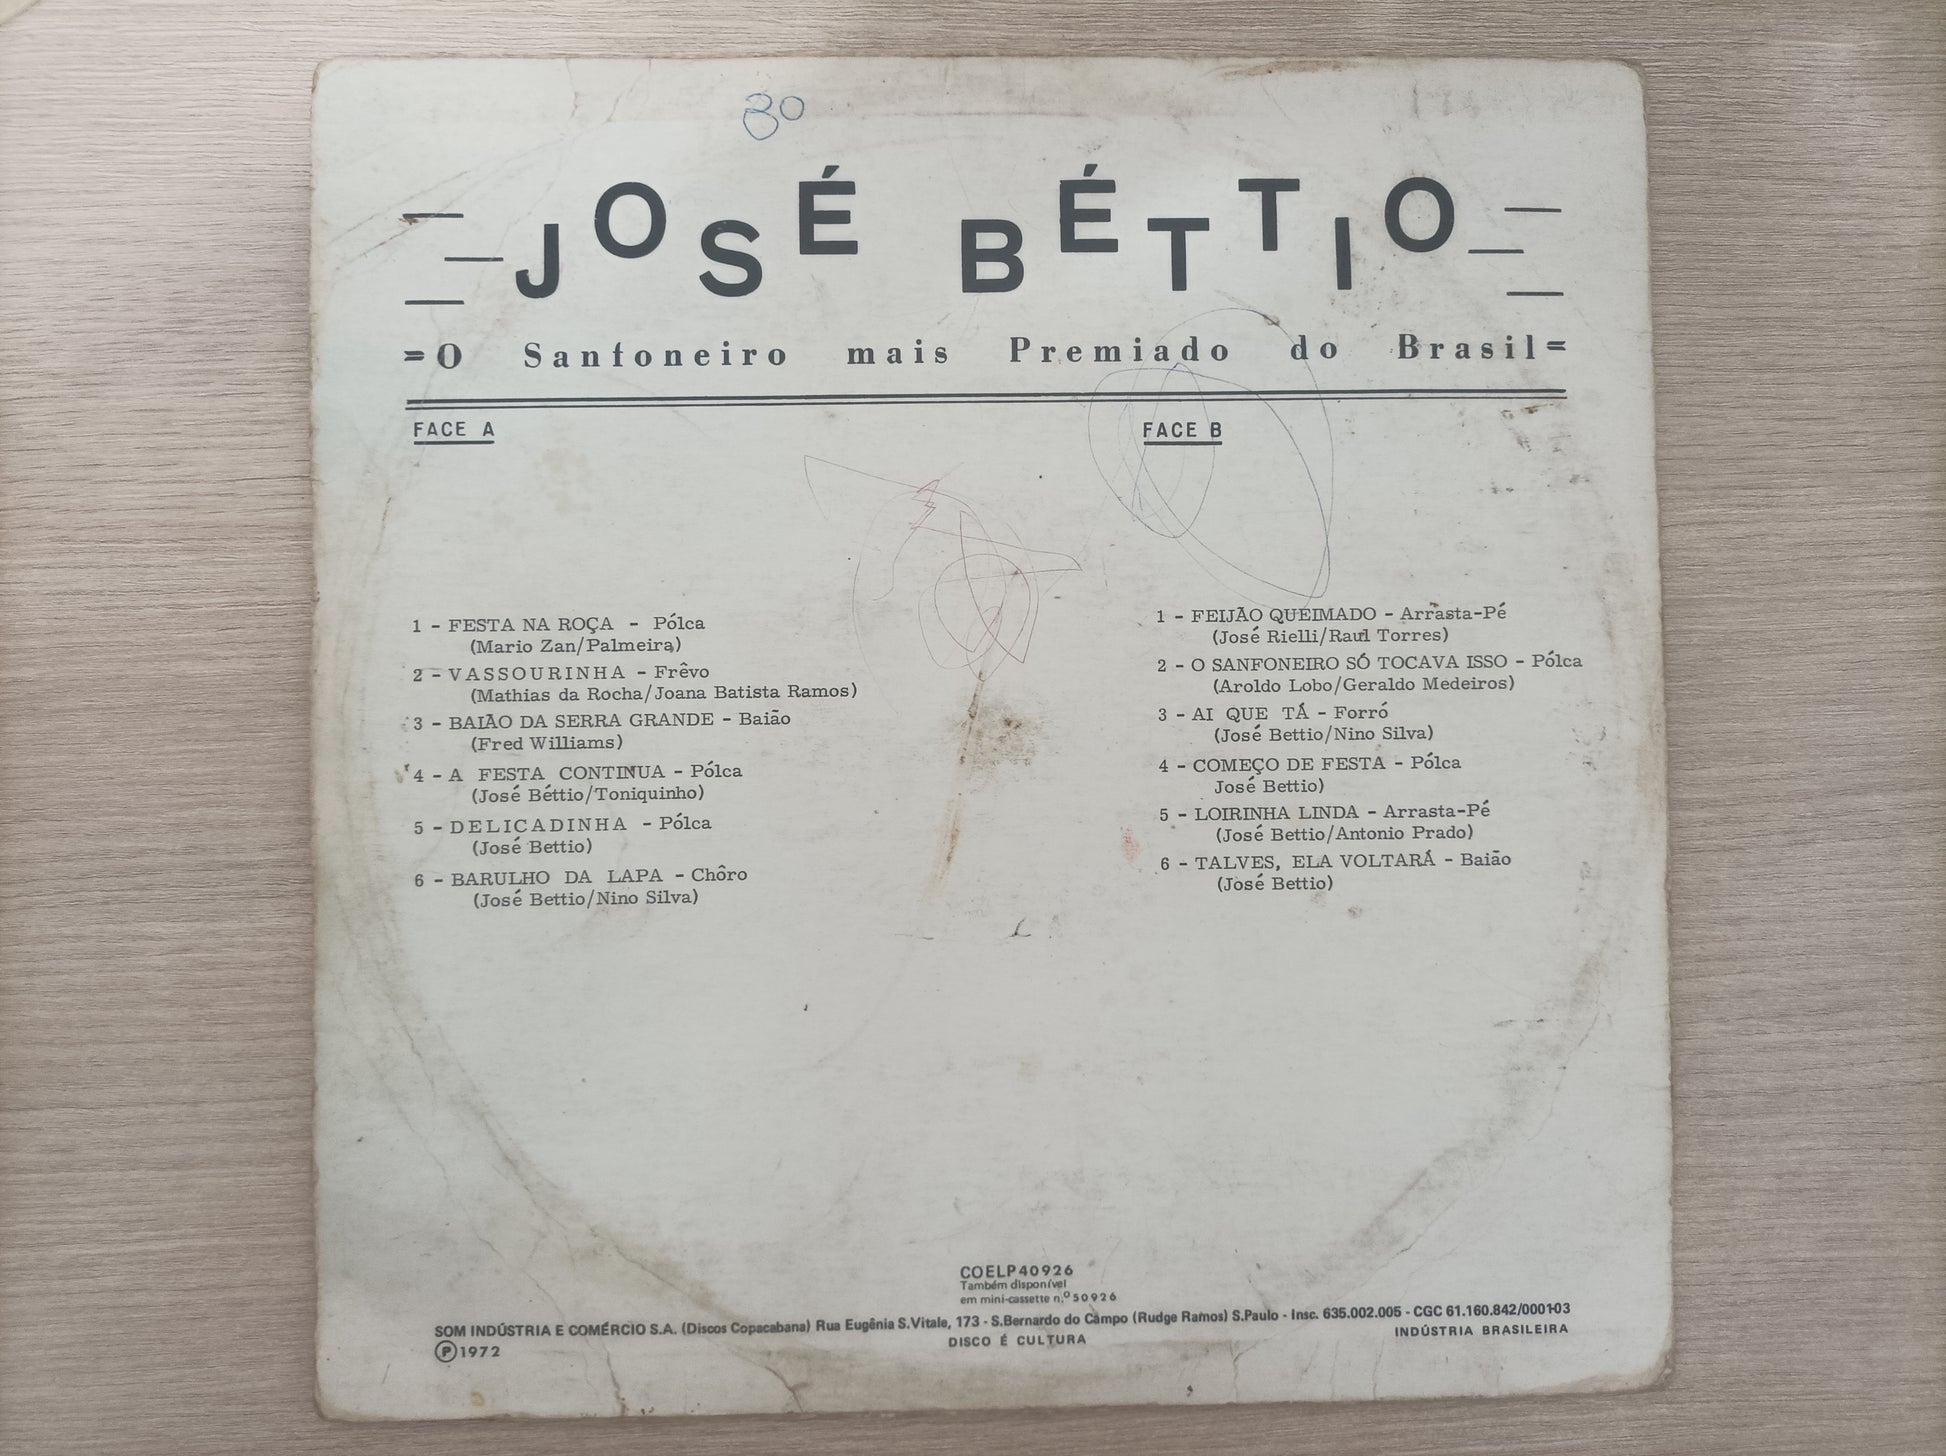 30
JOSÉ BÉTTIO
=O Sanfoneiro mais Premiado do Brasil=
FACE A
1 - FESTA NA ROÇA - Pólca
(Mario Zan/Palmeira)
2 - VASSOURINHA - Frêvo
(Mathias da Rocha/Joana Batista Ramos)
3 - BAIÃO DA SERRA GRANDE - Baião
(Fred Williams)
4 - A FESTA CONTINUA - Pólca
(José Béttio/Toniquinho)
5 - DELICADINHA - Pólca
(José Bettio)
6 - BARULHO DA LAPA - Chôro
(José Bettio/Nino Silva)
FACE B
1 - FEIJÃO QUEIMADO - Arrasta-Pé
(José Rielli/Raul Torres)
2 - O SANFONEIRO SÓ TOCAVA ISSO - Pólca
(Aroldo Lobo/Geraldo Medeiros)
3 - AI QUE TÁ - Forró
(José Bettio/Nino Silva)
4 - COMEÇO DE FESTA - Pólca
José Bettio)
5 - LOIRINHA LINDA - Arrasta-Pé
(José Bettio/Antonio Prado)
6 - TALVES, ELA VOLTARÁ - Baião
(José Bettio)
COELP40926
Também disponível
em mini-cassette n.º 50926
SOM INDÚSTRIA E COMÉRCIO S.A. (Discos Copacabana) Rua Eugênia S.Vitale, 173 - S.Bernardo do Campo (Rudge Ramos) S.Paulo - Insc. 635.002.005 - CGC 61.160.842/0001-03
℗1972 DISCO É CULTURA INDÚSTRIA BRASILEIRA